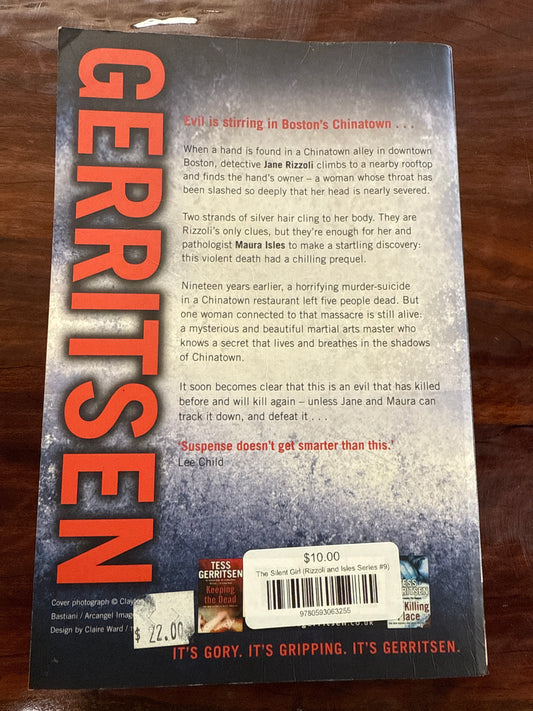 GERRITSEN
Evil is stirring in Boston's Chinatown . . .
When a hand is found in a Chinatown alley in downtown
Boston, detective Jane Rizzoli climbs to a nearby rooftop
and finds the hand's owner – a woman whose throat has
been slashed so deeply that her head is nearly severed.
Two strands of silver hair cling to her body. They are
Rizzoli's only clues, but they're enough for her and
pathologist Maura Isles to make a startling discovery:
this violent death had a chilling prequel.
Nineteen years earlier, a horrifying murder-suicide
in a Chinatown restaurant left five people dead. But
one woman connected to that massacre is still alive:
a mysterious and beautiful martial arts master who
knows a secret that lives and breathes in the shadows
of Chinatown.
It soon becomes clear that this is an evil that has killed
before and will kill again – unless Jane and Maura can
track it down, and defeat it . . .
'Suspense doesn't get smarter than this.'
Lee Child
$10.00
The Silent Girl (Rizzoli and Isles Series #9)
9780593063255
TESS
GERRITSEN
Keeping
the Dead
Killing
Cover photograph ©
Bastiani / Arcangel
Design by Claire Ward /
$ 22.00
IT'S GORY. IT'S GRIPPING. IT'S GERRITSEN.